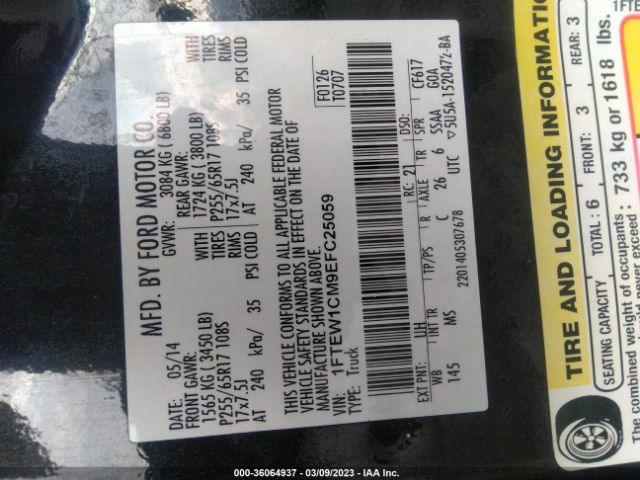 MFD. BY FORD MOTOR CO.
DATE: 05/14
GVWR: 3084 KG ( 6800 LB)
FRONT GAWR:
1565 KG ( 3450 LB)
P255/65R17 108S
17x7.5J
AT 240 kPa/ 35 PSI COLD
REAR GAWR:
1724 KG ( 3800 LB)
P255/65R17 108S
17x7.5J
AT 240 kPa/ 35 PSI COLD
WITH
TIRES
RIMS
WITH
TIRES
RIMS
THIS VEHICLE CONFORMS TO ALL APPLICABLE FEDERAL MOTOR
VEHICLE SAFETY STANDARDS IN EFFECT ON THE DATE OF
MANUFACTURE SHOWN ABOVE.
VIN: 1FTEW1CM9EFC25059
Type: Truck
F0126
T0707
EXT PNT: UH RC: 21 DSO:
WB INT TR TP/PS R AXLE TR SPR CF617
145 MS C 26 6 SSAA GOA
2201405307678 UTC ▽5U5A-1520472-BA
TIRE AND LOADING INFORMATION
1FTE
SEATING CAPACITY TOTAL: 6 FRONT: 3 REAR: 3
The combined weight of occupants
exceed : 733 kg or 1618 lbs.
000-36064937 - 03/09/2023 - IAA Inc.